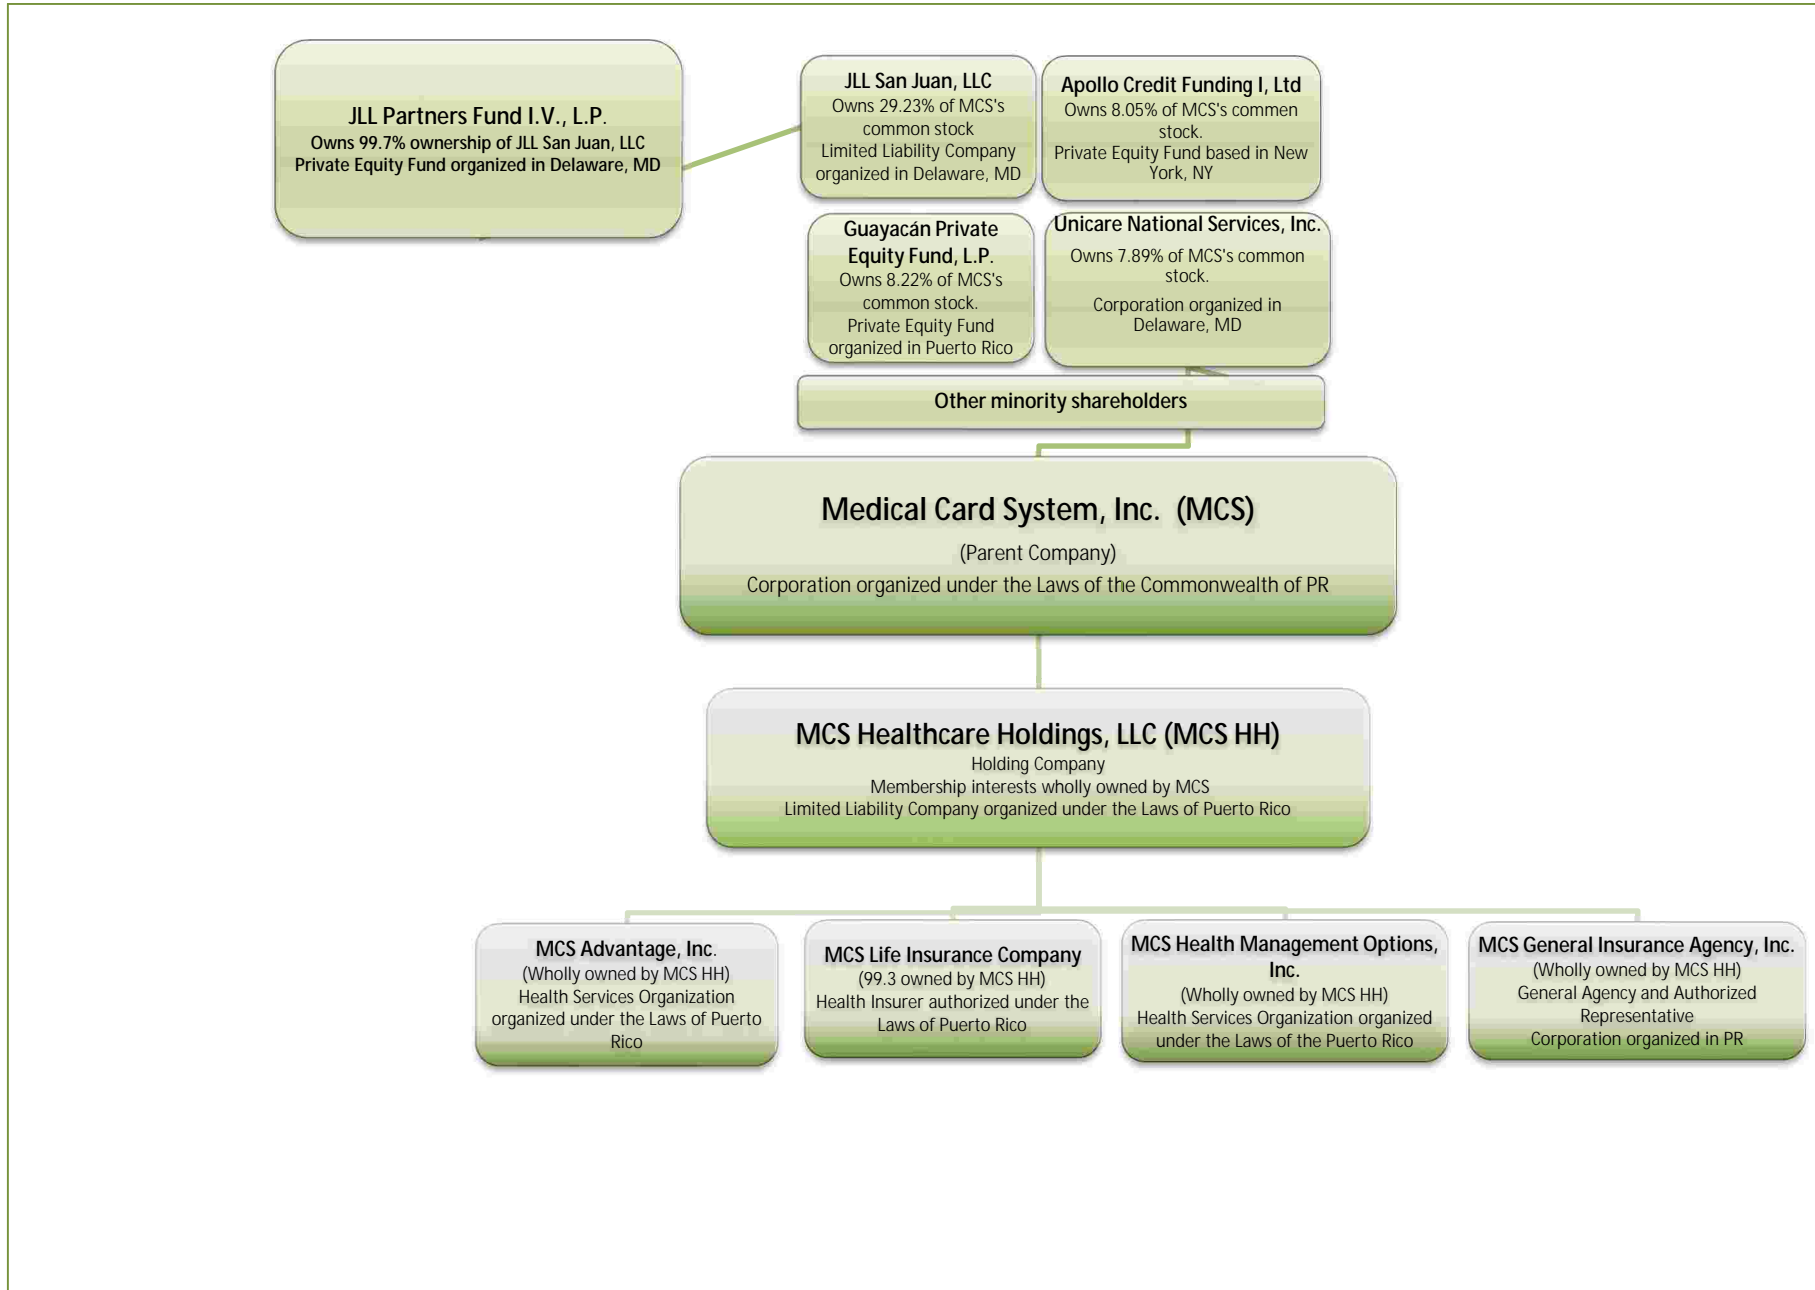 JLL Partners Fund I.V., L.P.
Owns 99.7% ownership of JLL San Juan, LLC
Private Equity Fund organized in Delaware, MD
JLL San Juan, LLC
Owns 29.23% of MCS's
common stock
Limited Liability Company
organized in Delaware, MD
Apollo Credit Funding I, Ltd
Owns 8.05% of MCS's commen
stock.
Private Equity Fund based in New
York, NY
Guayacán Private
Equity Fund, L.P.
Owns 8.22% of MCS's
common stock.
Private Equity Fund
organized in Puerto Rico
Unicare National Services, Inc.
Owns 7.89% of MCS's common
stock.
Corporation organized in
Delaware, MD
Other minority shareholders
Medical Card System, Inc. (MCS)
(Parent Company)
Corporation organized under the Laws of the Commonwealth of PR
MCS Healthcare Holdings, LLC (MCS HH)
Holding Company
Membership interests wholly owned by MCS
Limited Liability Company organized under the Laws of Puerto Rico
MCS Advantage, Inc.
(Wholly owned by MCS HH)
Health Services Organization
organized under the Laws of Puerto
Rico
MCS Life Insurance Company
(99.3 owned by MCS HH)
Health Insurer authorized under the
Laws of Puerto Rico
MCS Health Management Options,
Inc.
(Wholly owned by MCS HH)
Health Services Organization organized
under the Laws of the Puerto Rico
MCS General Insurance Agency, Inc.
(Wholly owned by MCS HH)
General Agency and Authorized
Representative
Corporation organized in PR